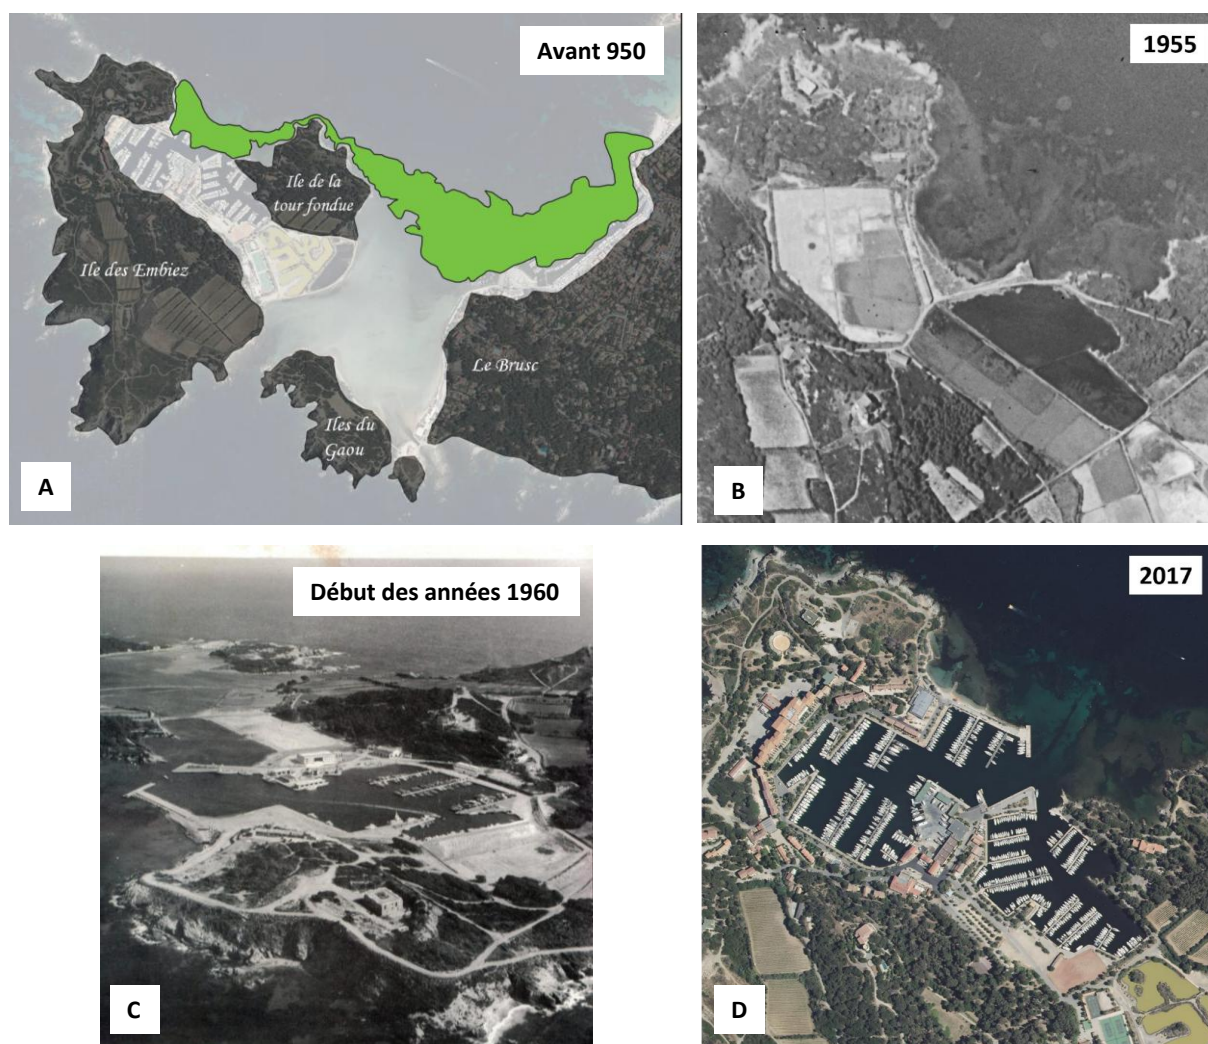 Avant 950
Ile de la
tour fondue
Ile des Embiez
Le Brusc
Iles du
Gaou
A
1955
B
Début des années 1960
C
2017
D